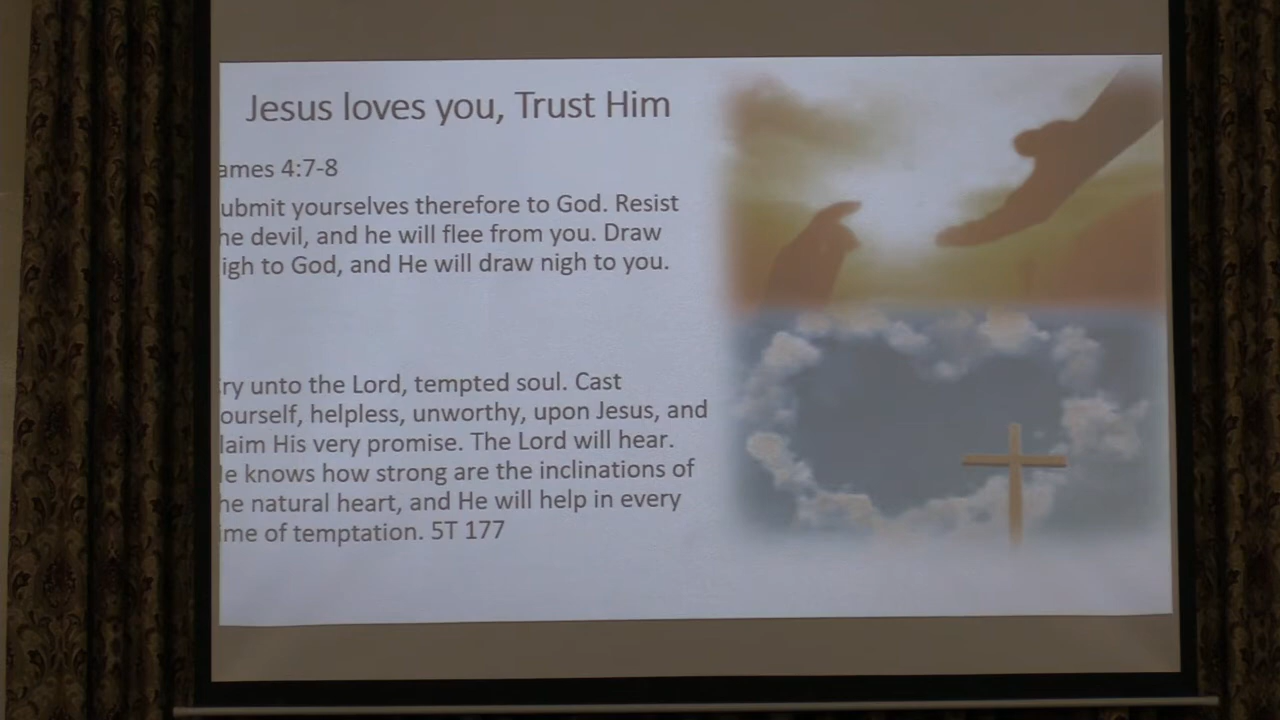 Jesus loves you, Trust Him
ames 4:7-8
ubmit yourselves therefore to God. Resist
he devil, and he will flee from you. Draw
igh to God, and He will draw nigh to you.
ry unto the Lord, tempted soul. Cast
ourself, helpless, unworthy, upon Jesus, and
laim His very promise. The Lord will hear.
e knows how strong are the inclinations of
he natural heart, and He will help in every
ime of temptation. 5T 177